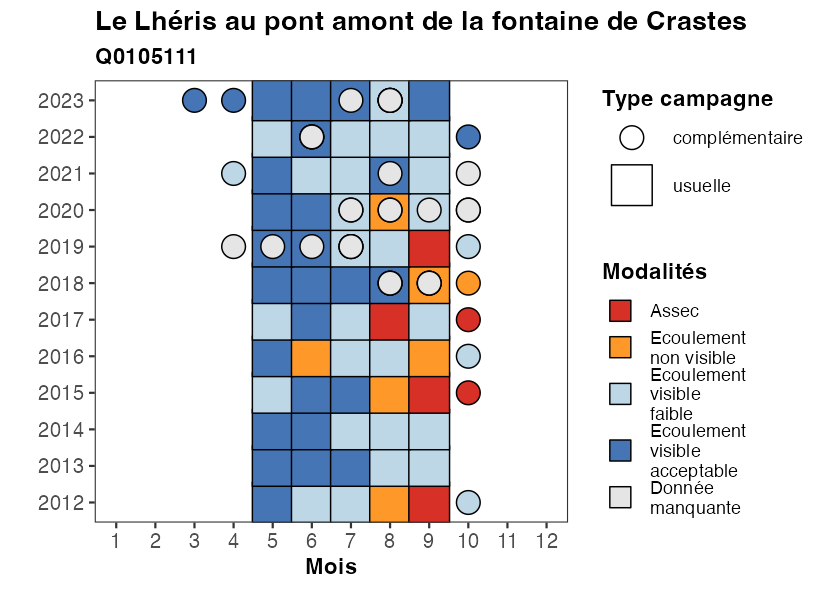 Le Lhéris au pont amont de la fontaine de Crastes
Q0105111
2023
2022
2021
2020
2019
2018
2017
2016
2015
2014
2013
2012
1 2 3 4 5 6 7 8 9 10 11 12
Mois
Type campagne
complémentaire
usuelle
Modalités
Assec
Ecoulement
non visible
Ecoulement
visible
faible
Ecoulement
visible
acceptable
Donnée
manquante